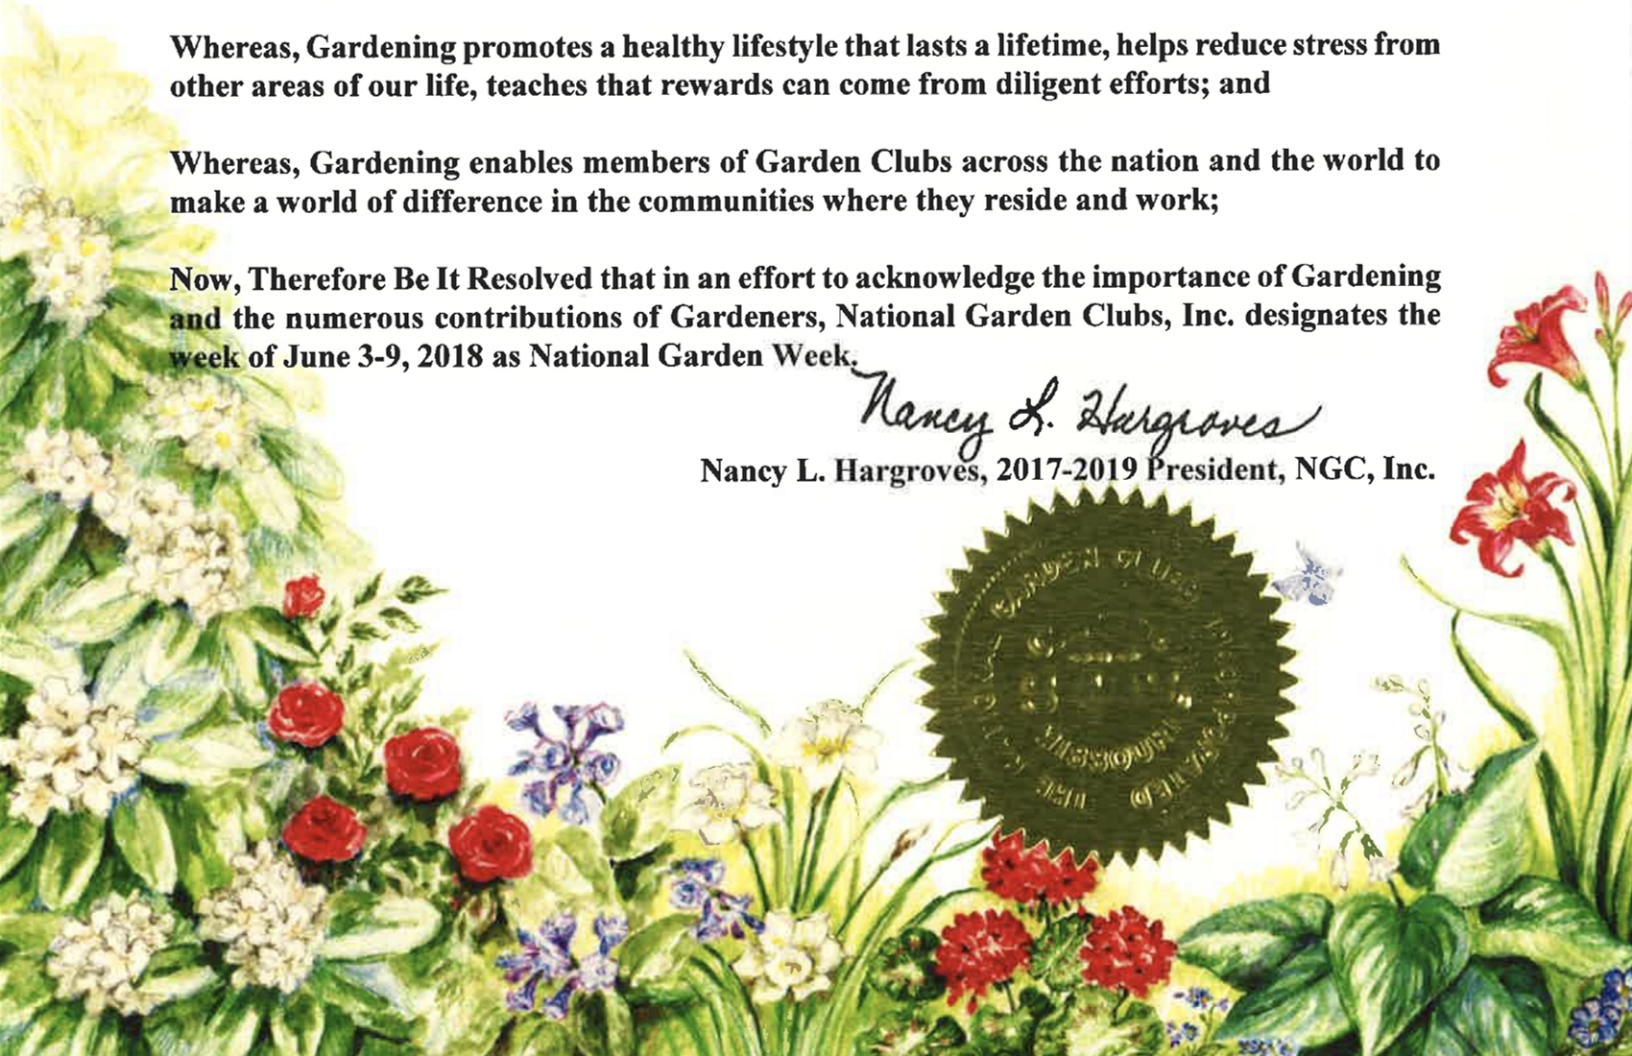 Whereas, Gardening promotes a healthy lifestyle that lasts a lifetime, helps reduce stress from
other areas of our life, teaches that rewards can come from diligent efforts; and
Whereas, Gardening enables members of Garden Clubs across the nation and the world to
make a world of difference in the communities where they reside and work;
Now, Therefore Be It Resolved that in an effort to acknowledge the importance of Gardening
and the numerous contributions of Gardeners, National Garden Clubs, Inc. designates the
week of June 3-9, 2018 as National Garden Week.
Nancy L. Hargroves
Nancy L. Hargroves, 2017-2019 President, NGC, Inc.
GARDEN CLUBS
MISSOURI